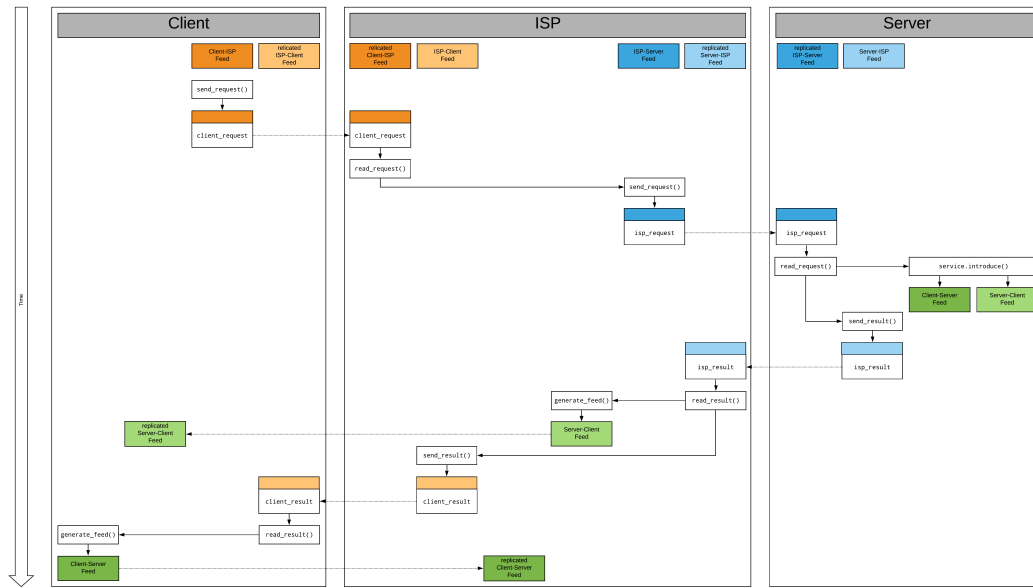 Client
ISP
Server
Client-ISP
Feed
relicated
ISP-Client
Feed
relicated
Client-ISP
Feed
ISP-Client
Feed
ISP-Server
Feed
replicated
Server-ISP
Feed
replicated
ISP-Server
Feed
Server-ISP
Feed
send_request()
client_request
client_request
read_request()
send_request()
isp_request
isp_request
read_request()
service.introduce()
Client-Server
Feed
Server-Client
Feed
Time
send_result()
isp_result
isp_result
generate_feed()
read_result()
replicated
Server-Client
Feed
Server-Client
Feed
send_result()
client_result
client_result
generate_feed()
read_result()
Client-Server
Feed
replicated
Client-Server
Feed